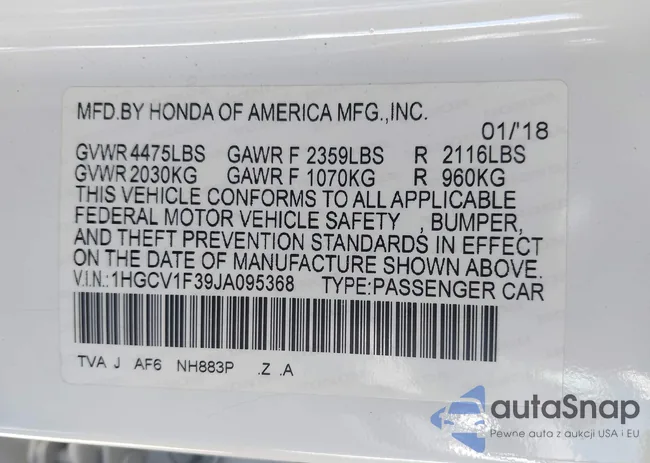 MFD.BY HONDA OF AMERICA MFG.,INC.
01/'18
GVWR 4475LBS GAWR F 2359LBS R 2116LBS
GVWR 2030KG GAWR F 1070KG R 960KG
THIS VEHICLE CONFORMS TO ALL APPLICABLE
FEDERAL MOTOR VEHICLE SAFETY , BUMPER,
AND THEFT PREVENTION STANDARDS IN EFFECT
ON THE DATE OF MANUFACTURE SHOWN ABOVE.
V.I.N.:1HGCV1F39JA095368 TYPE:PASSENGER CAR
TVA J AF6 NH883P .Z .A
autaSnap
Pewne auta z aukcji USA i EU